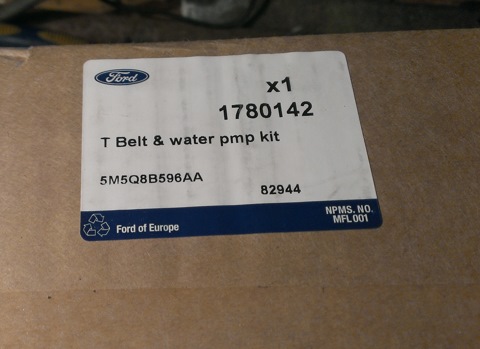 Ford
x1
1780142
T Belt & water pmp kit
5M5Q8B596AA
82944
Ford of Europe
NPMS. NO.
MFL001